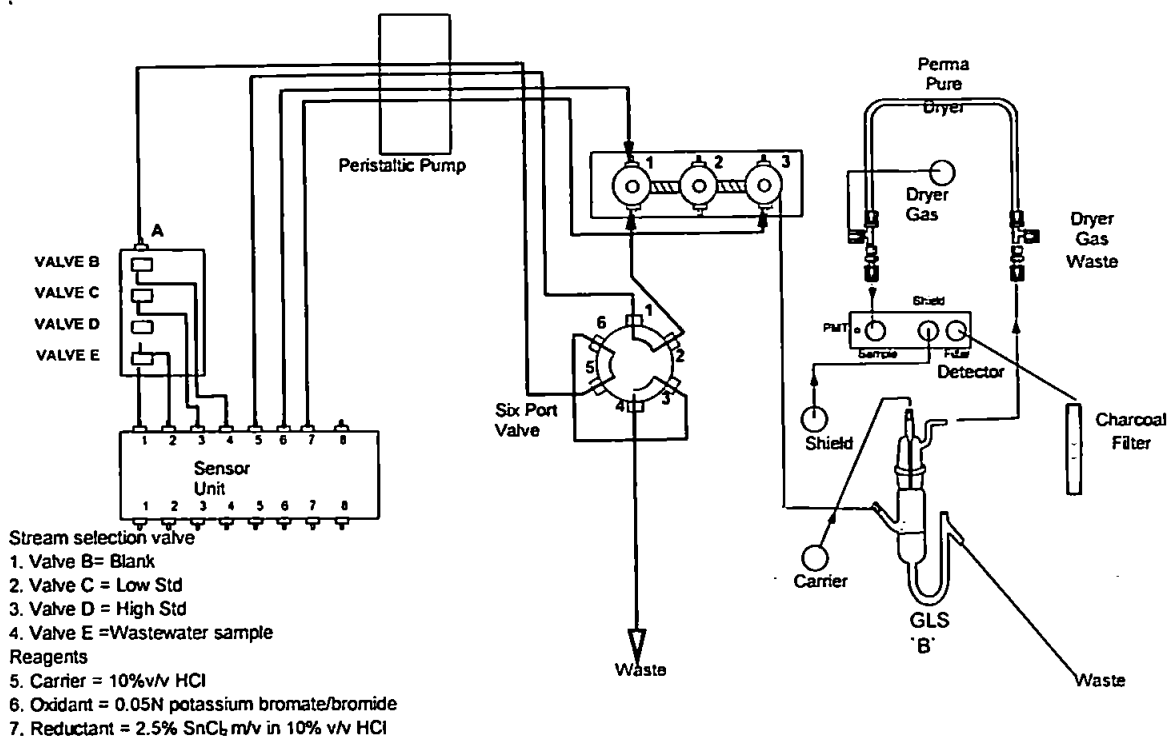 Perma
Pure
Dryer
Peristaltic Pump
1 2 3
Dryer
Gas
Dryer
Gas
Waste
A
VALVE B
VALVE C
VALVE D
VALVE E
Shield
PMT
Sample
Filter
Detector
1
6
2
5
3
4
Six Port
Valve
Shield
Charcoal
Filter
1 2 3 4 5 6 7 8
Sensor
Unit
1 2 3 4 5 6 7 8
Carrier
GLS
'B'
Waste
Waste
Stream selection valve
1. Valve B= Blank
2. Valve C = Low Std
3. Valve D = High Std
4. Valve E =Wastewater sample
Reagents
5. Carrier = 10%v/v HCl
6. Oxidant = 0.05N potassium bromate/bromide
7. Reductant = 2.5% SnCl₂ m/v in 10% v/v HCl